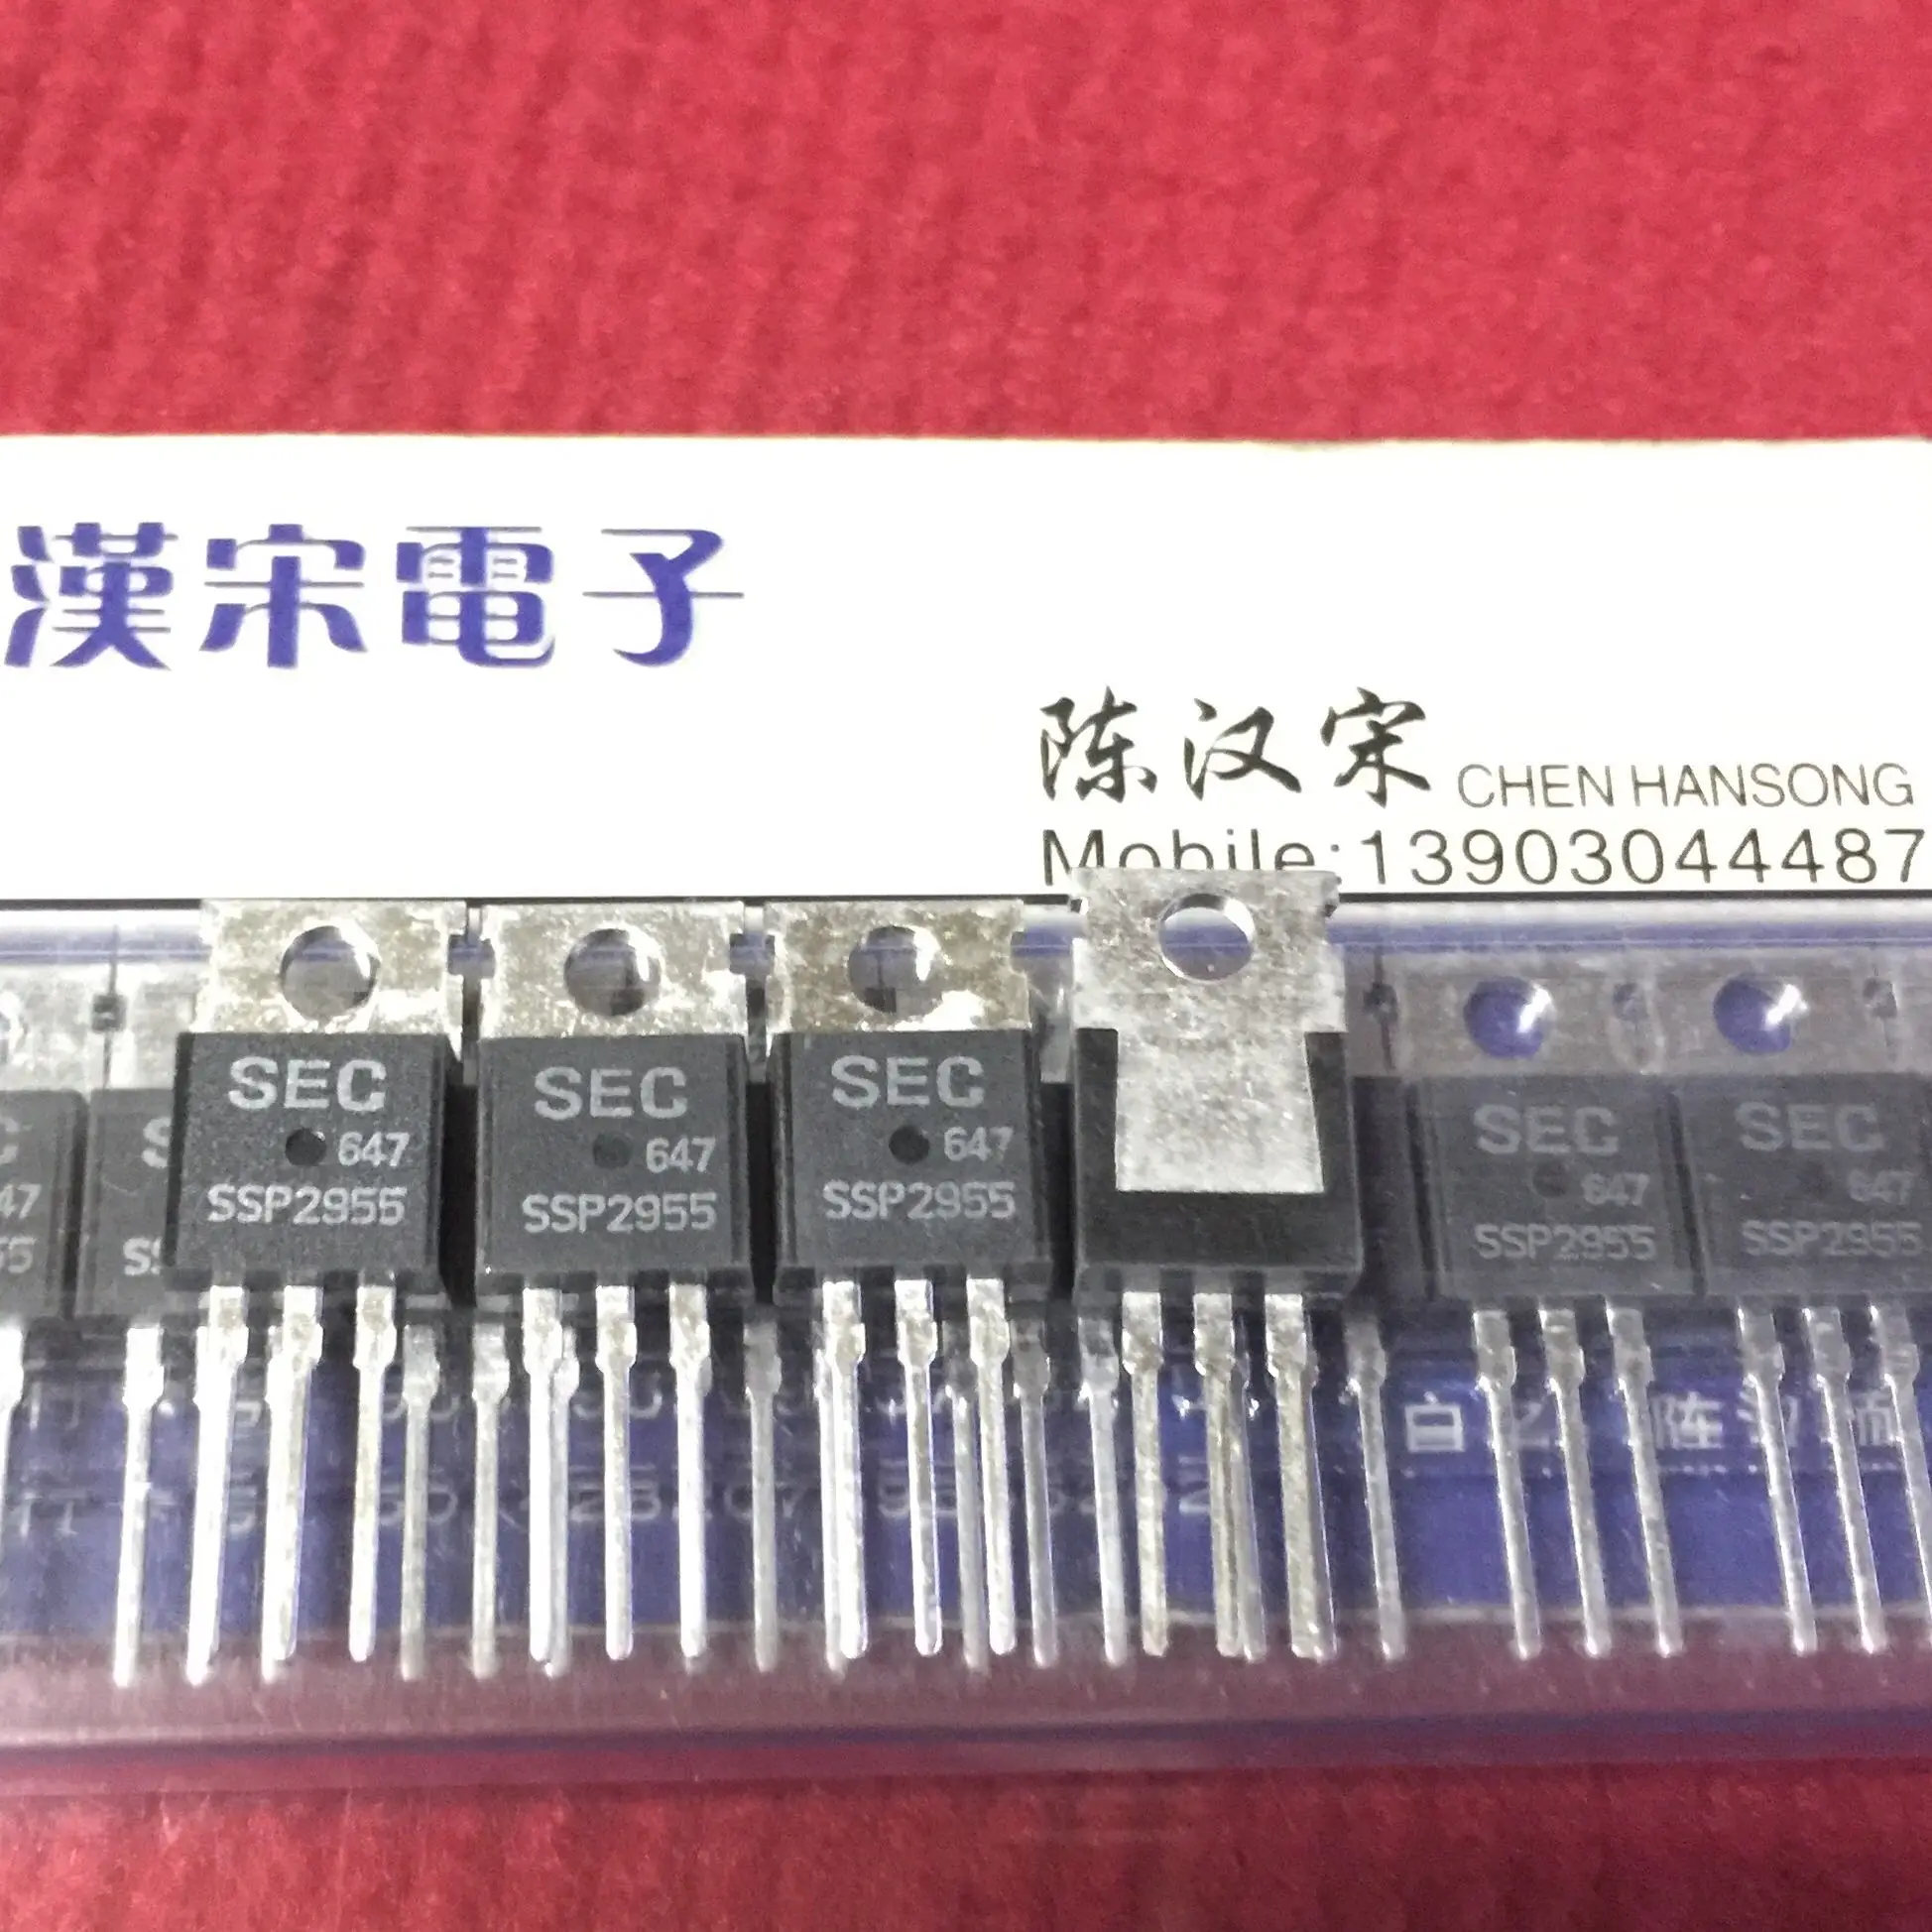 漢宋電子
陈汉宋 CHEN HANSONG
Mobile:13903044487
SEC SEC SEC SEC SEC
647 647 647 647 647
SSP2955 SSP2955 SSP2955 SSP2955 SSP2955